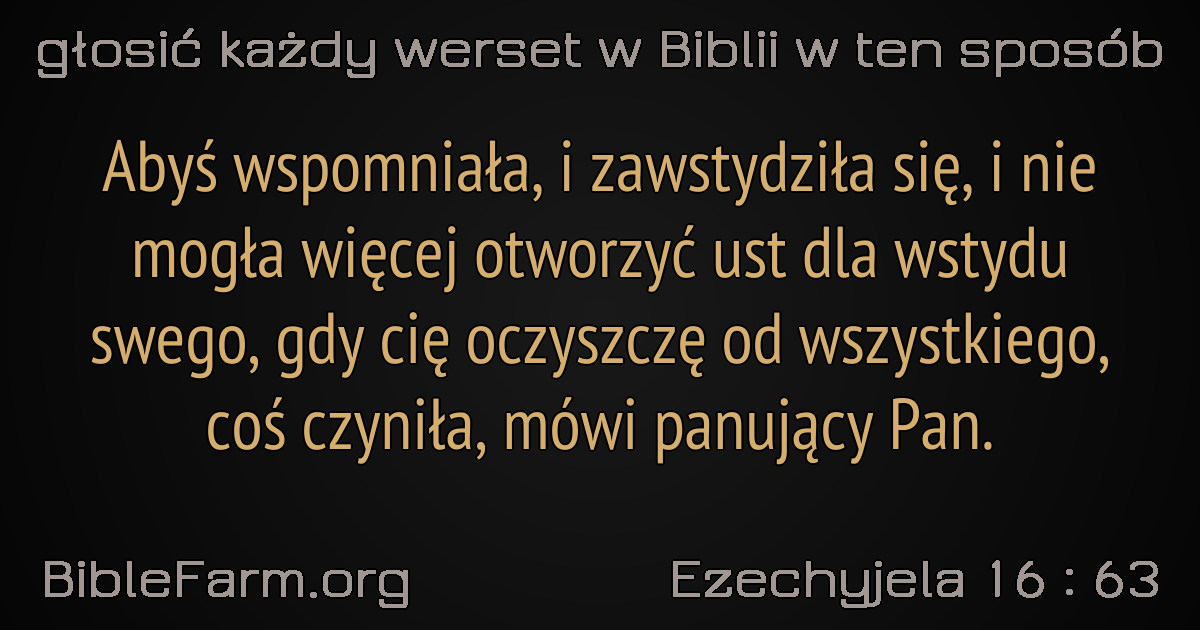 głosić każdy werset w Biblii w ten sposób
Abyś wspomniała, i zawstydziła się, i nie
mogła więcej otworzyć ust dla wstydu
swego, gdy cię oczyszczę od wszystkiego,
coś czyniła, mówi panujący Pan.
BibleFarm.org
Ezechyjela 16 : 63